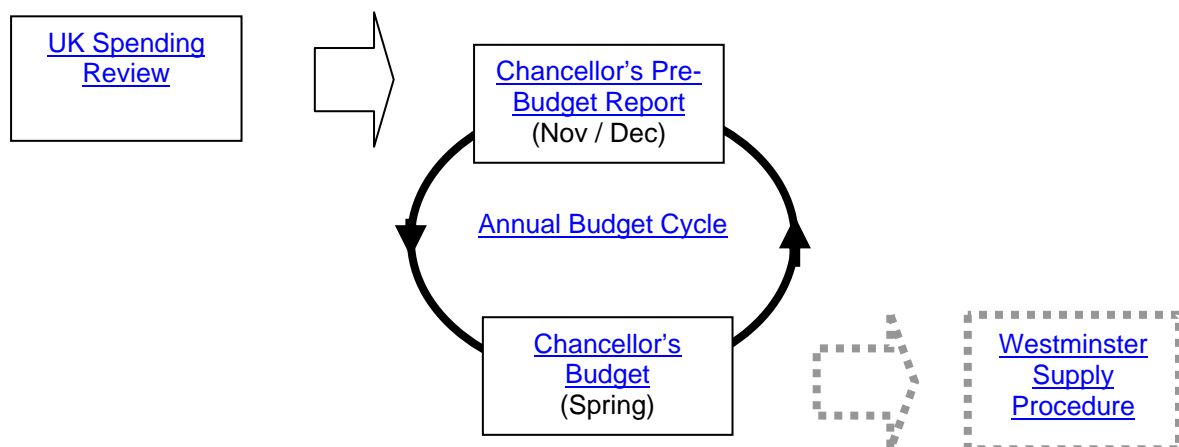 UK Spending
Review
Chancellor's Pre-
Budget Report
(Nov / Dec)
Annual Budget Cycle
Chancellor's
Budget
(Spring)
Westminster
Supply
Procedure